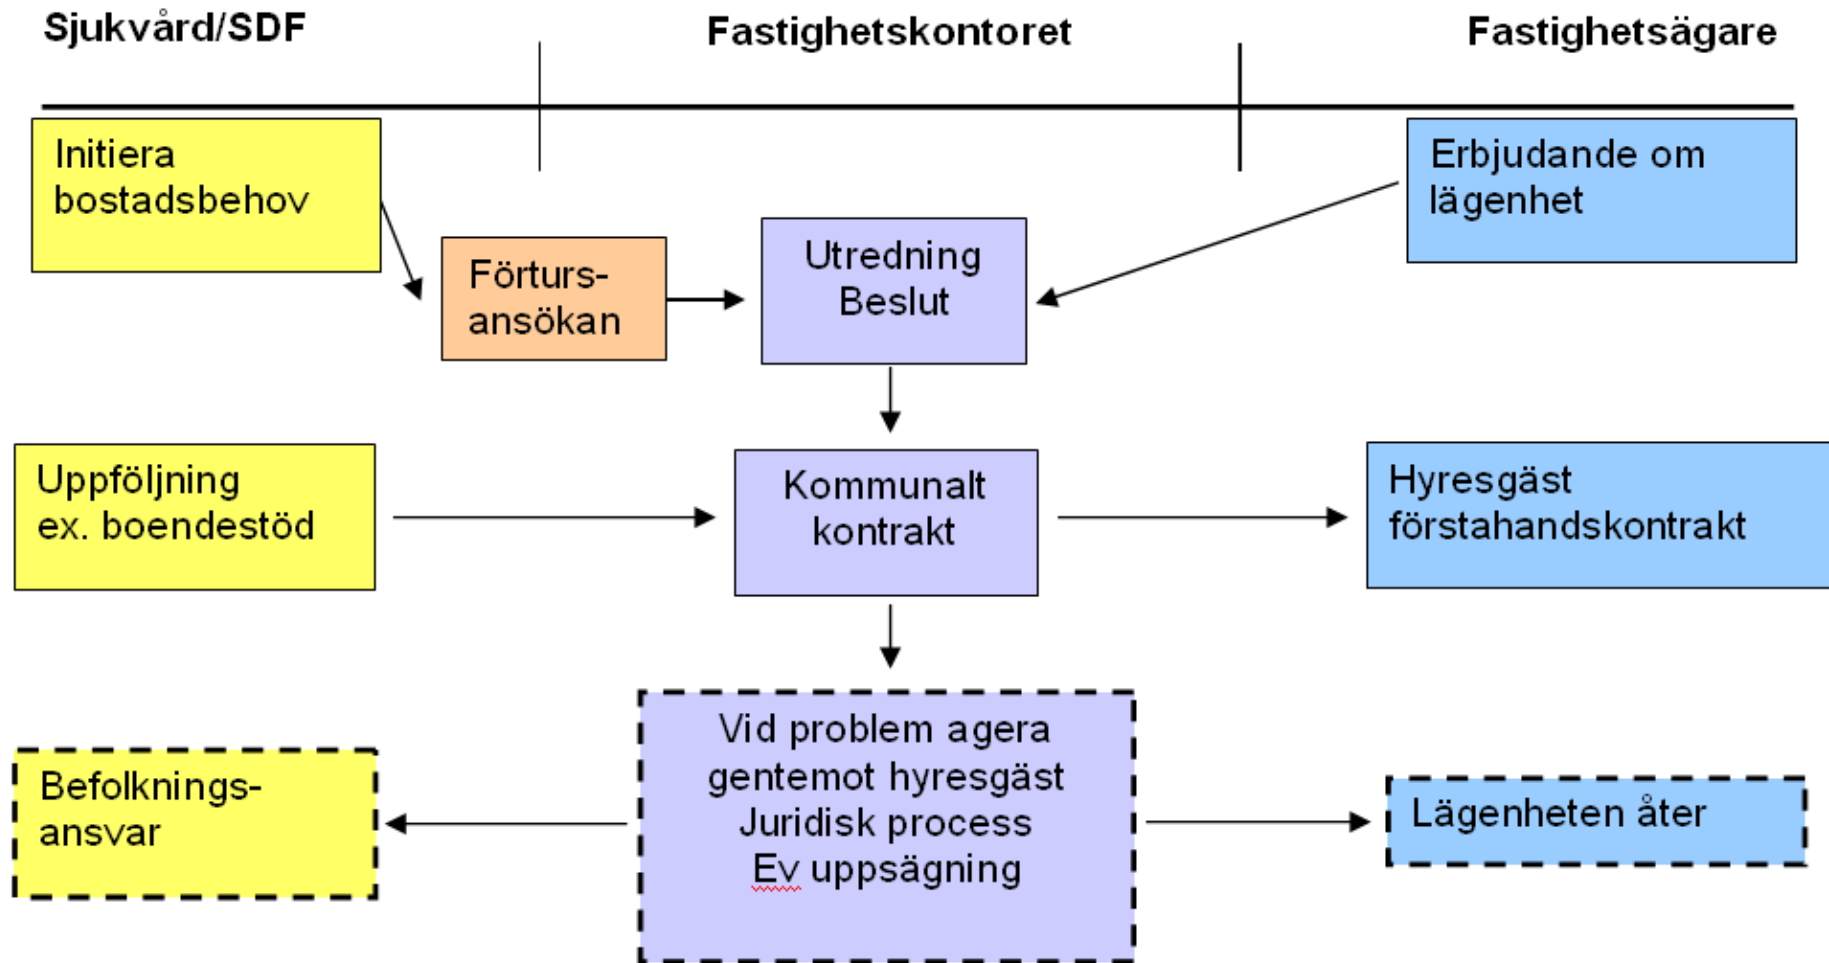 Sjukvård/SDF
Fastighetskontoret
Fastighetsägare
Initiera
bostadsbehov
Förturs-
ansökan
Utredning
Beslut
Erbjudande om
lägenhet
Uppföljning
ex. boendestöd
Kommunalt
kontrakt
Hyresgäst
förstahandskontrakt
Befolknings-
ansvar
Vid problem agera
gentemot hyresgäst
Juridisk process
Ev uppsägning
Lägenheten åter